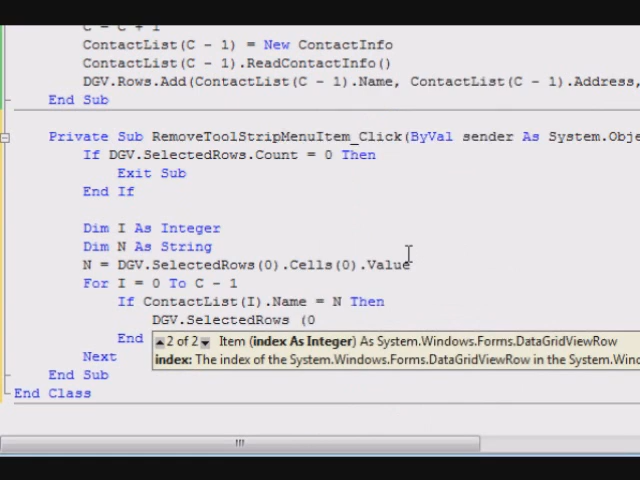 C = C + 1
ContactList(C - 1) = New ContactInfo
ContactList(C - 1).ReadContactInfo()
DGV.Rows.Add(ContactList(C - 1).Name, ContactList(C - 1).Address,
End Sub
Private Sub RemoveToolStripMenuItem_Click(ByVal sender As System.Obje
If DGV.SelectedRows.Count = 0 Then
Exit Sub
End If
Dim I As Integer
Dim N As String
N = DGV.SelectedRows(0).Cells(0).Value
For I = 0 To C - 1
If ContactList(I).Name = N Then
DGV.SelectedRows (0
End
2 of 2 Item (index As Integer) As System.Windows.Forms.DataGridViewRow
index: The index of the System.Windows.Forms.DataGridViewRow in the System.Wind
Next
End Sub
End Class